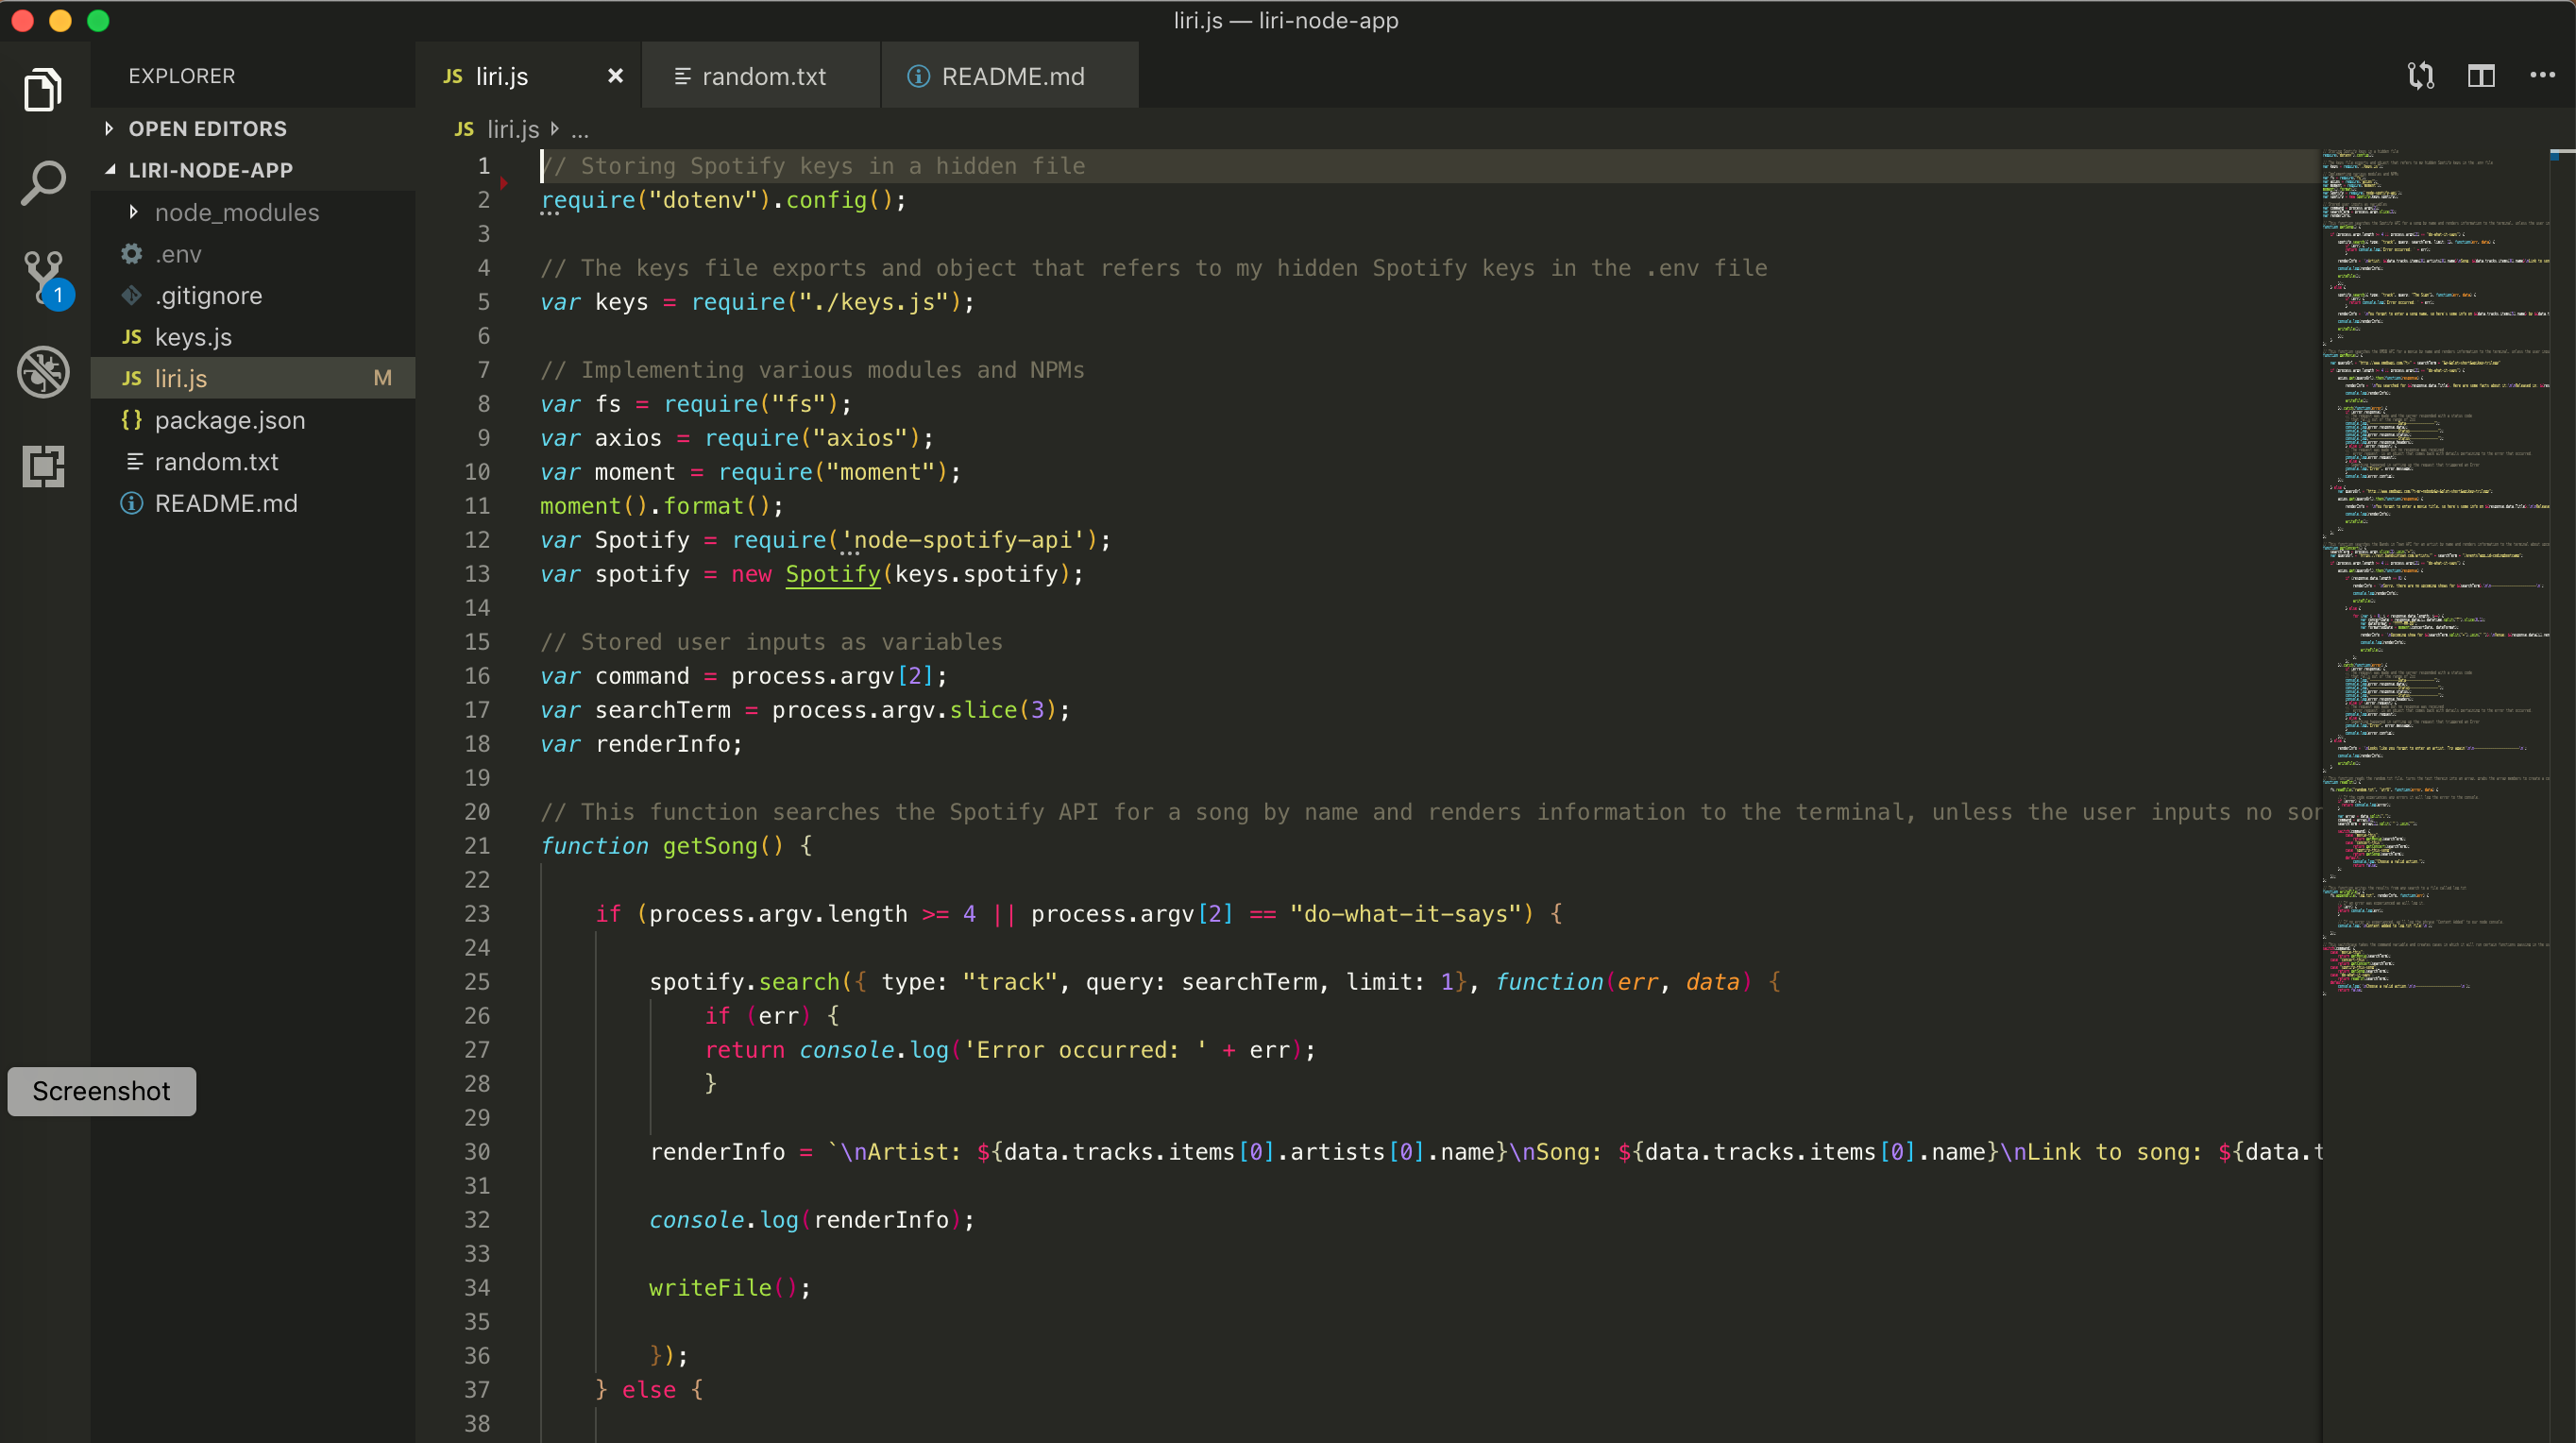 liri.js — liri-node-app
EXPLORER
OPEN EDITORS
LIRI-NODE-APP
node_modules
.env
.gitignore
JS keys.js
JS liri.js M
{} package.json
random.txt
README.md
1
Screenshot
JS liri.js ×
random.txt
README.md
JS liri.js ...
1 // Storing Spotify keys in a hidden file
2 require("dotenv").config();
3
4 // The keys file exports and object that refers to my hidden Spotify keys in the .env file
5 var keys = require("./keys.js");
6
7 // Implementing various modules and NPMs
8 var fs = require("fs");
9 var axios = require("axios");
10 var moment = require("moment");
11 moment().format();
12 var Spotify = require('node-spotify-api');
13 var spotify = new Spotify(keys.spotify);
14
15 // Stored user inputs as variables
16 var command = process.argv[2];
17 var searchTerm = process.argv.slice(3);
18 var renderInfo;
19
20 // This function searches the Spotify API for a song by name and renders information to the terminal, unless the user inputs no son
21 function getSong() {
22
23 if (process.argv.length >= 4 || process.argv[2] == "do-what-it-says") {
24
25 spotify.search({ type: "track", query: searchTerm, limit: 1}, function(err, data) {
26 if (err) {
27 return console.log('Error occurred: ' + err);
28 }
29
30 renderInfo = `\nArtist: ${data.tracks.items[0].artists[0].name}\nSong: ${data.tracks.items[0].name}\nLink to song: ${data.t
31
32 console.log(renderInfo);
33
34 writeFile();
35
36 });
37 } else {
38